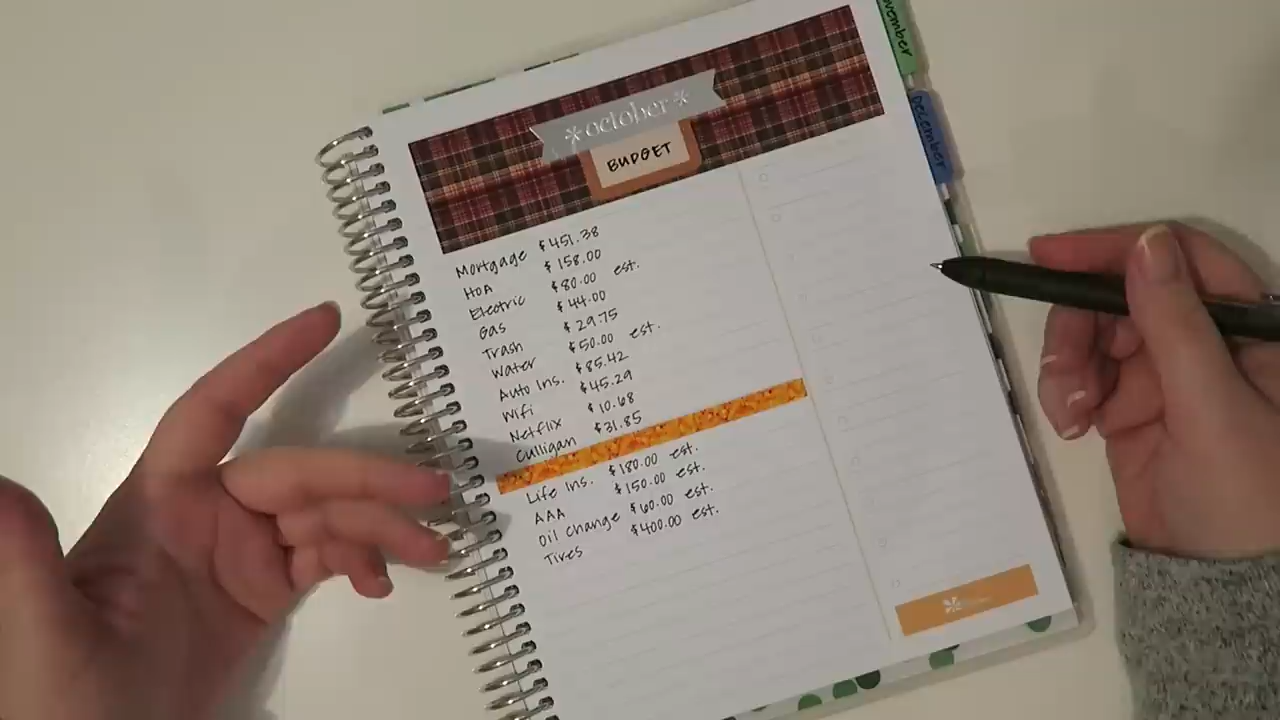 *october*
BUDGET
Mortgage $451.38
HOA $158.00
Electric $80.00 est.
Gas $44.00
Trash $29.75
Water $50.00 est.
Auto Ins. $85.42
Wifi $45.29
Netflix $10.68
Culligan $31.85
Life Ins. $180.00 est.
AAA $150.00 est.
Oil change $60.00 est.
Tires $400.00 est.
vember
December